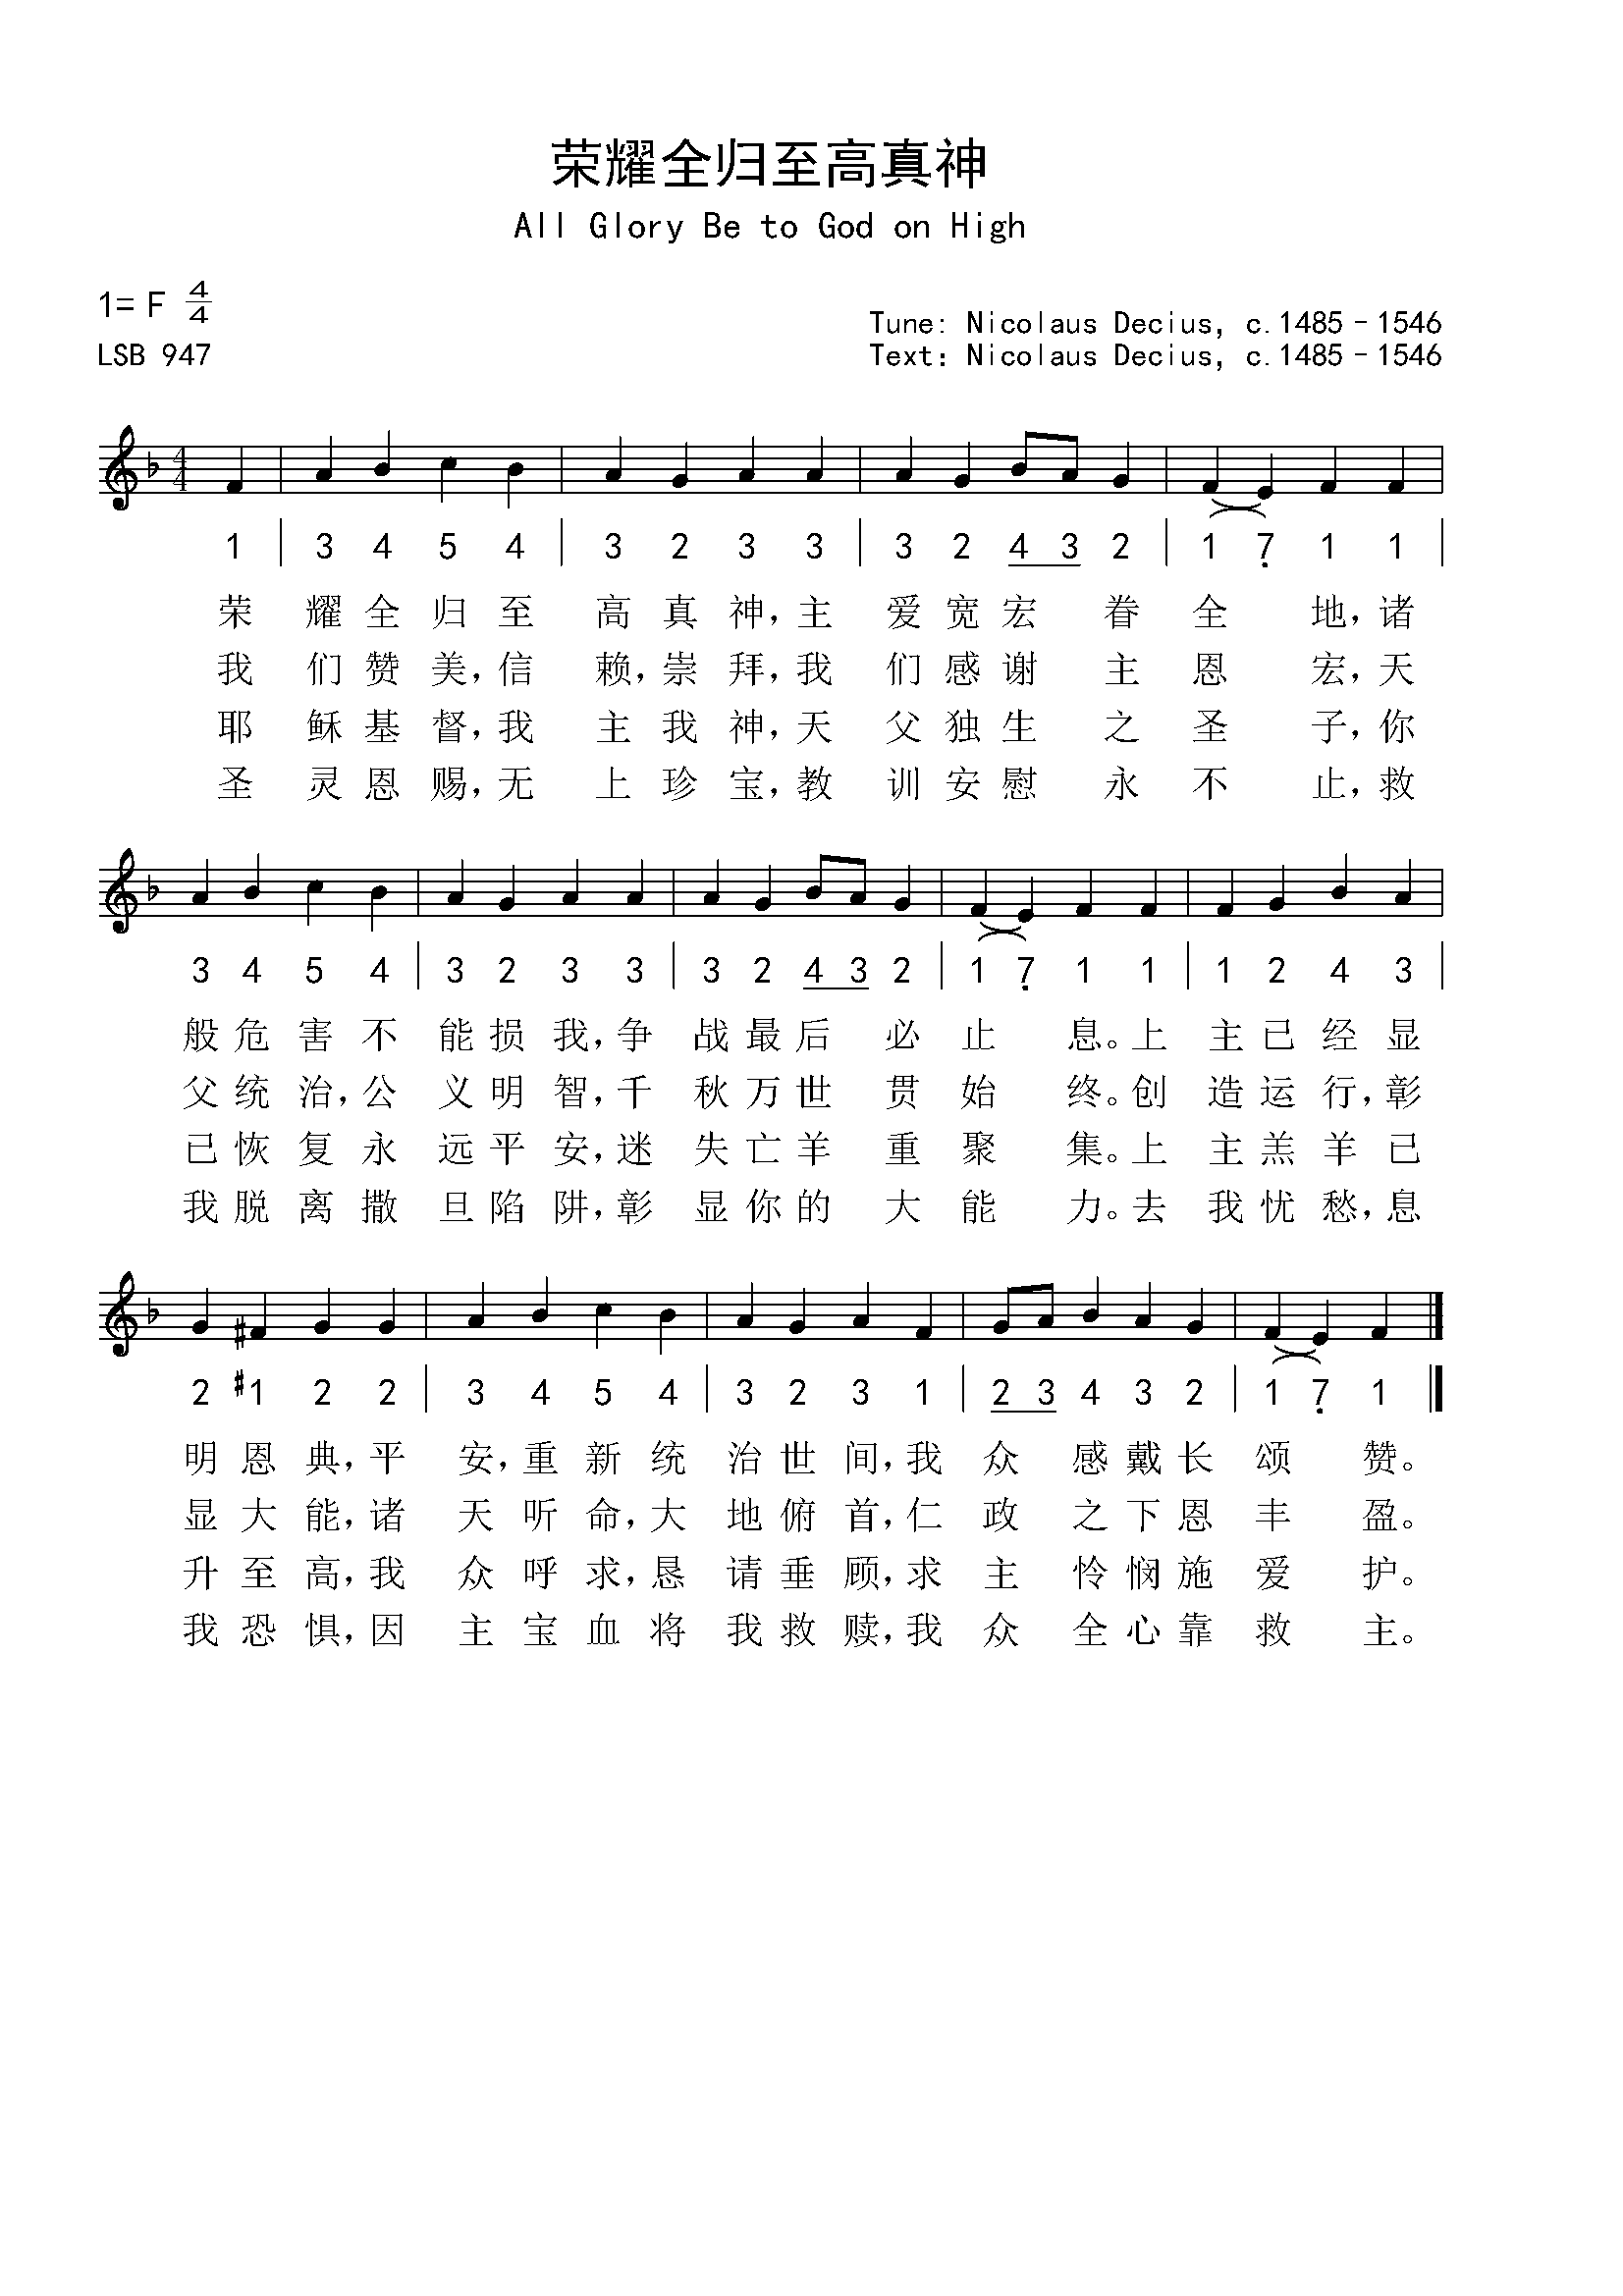 荣耀全归至高真神
All Glory Be to God on High
1= F 4/4
Tune: Nicolaus Decius, c.1485–1546
LSB 947
Text: Nicolaus Decius, c.1485–1546
F A B c B A G A A A G B A G F E F F
1 | 3 4 5 4 | 3 2 3 3 | 3 2 4 3 2 | (1 7̣) 1 1 |
荣 耀 全 归 至 高 真 神, 主 爱 宽 宏 眷 全 地, 诸
我 们 赞 美, 信 赖, 崇 拜, 我 们 感 谢 主 恩 宏, 天
耶 稣 基 督, 我 主 我 神, 天 父 独 生 之 圣 子, 你
圣 灵 恩 赐, 无 上 珍 宝, 教 训 安 慰 永 不 止, 救
A B c B A G A A A G B A G F E F F F G B A
3 4 5 4 | 3 2 3 3 | 3 2 4 3 2 | (1 7̣) 1 1 | 1 2 4 3 |
般 危 害 不 能 损 我, 争 战 最 后 必 止 息。 上 主 已 经 显
父 统 治, 公 义 明 智, 千 秋 万 世 贯 始 终。 创 造 运 行, 彰
已 恢 复 永 远 平 安, 迷 失 亡 羊 重 聚 集。 上 主 羔 羊 已
我 脱 离 撒 旦 陷 阱, 彰 显 你 的 大 能 力。 去 我 忧 愁, 息
G #F G G A B c B A G A F G A B A G F E F
2 #1 2 2 | 3 4 5 4 | 3 2 3 1 | 2 3 4 3 2 | (1 7̣) 1 |
明 恩 典, 平 安, 重 新 统 治 世 间, 我 众 感 戴 长 颂 赞。
显 大 能, 诸 天 听 命, 大 地 俯 首, 仁 政 之 下 恩 丰 盈。
升 至 高, 我 众 呼 求, 恳 请 垂 顾, 求 主 怜 悯 施 爱 护。
我 恐 惧, 因 主 宝 血 将 我 救 赎, 我 众 全 心 靠 救 主。